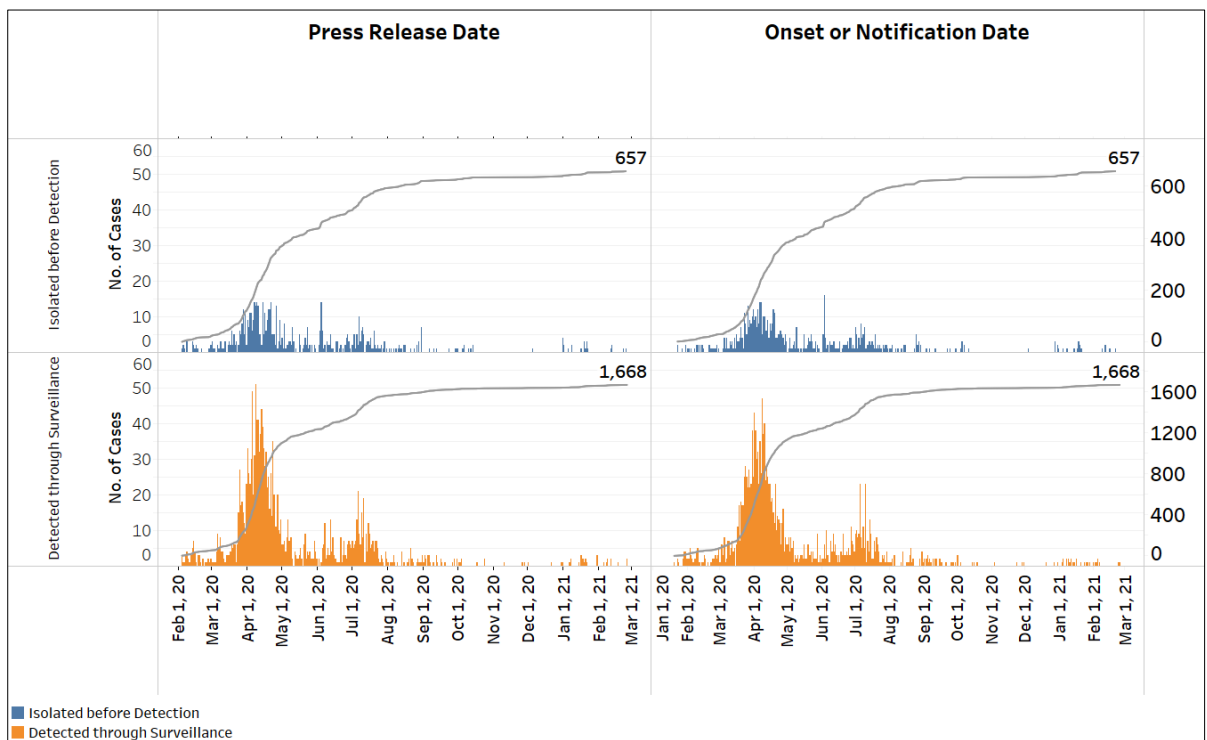 Press Release Date
Onset or Notification Date
Isolated before Detection
No. of Cases
60
50
40
30
20
10
0
657
657
600
400
200
0
Detected through Surveillance
No. of Cases
60
50
40
30
20
10
0
1,668
1,668
1600
1200
800
400
0
Feb 1, 20
Mar 1, 20
Apr 1, 20
May 1, 20
Jun 1, 20
Jul 1, 20
Aug 1, 20
Sep 1, 20
Oct 1, 20
Nov 1, 20
Dec 1, 20
Jan 1, 21
Feb 1, 21
Mar 1, 21
Jan 1, 20
Feb 1, 20
Mar 1, 20
Apr 1, 20
May 1, 20
Jun 1, 20
Jul 1, 20
Aug 1, 20
Sep 1, 20
Oct 1, 20
Nov 1, 20
Dec 1, 20
Jan 1, 21
Feb 1, 21
Mar 1, 21
Isolated before Detection
Detected through Surveillance